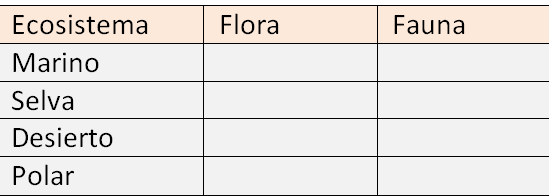 Ecosistema Flora Fauna
Marino
Selva
Desierto
Polar